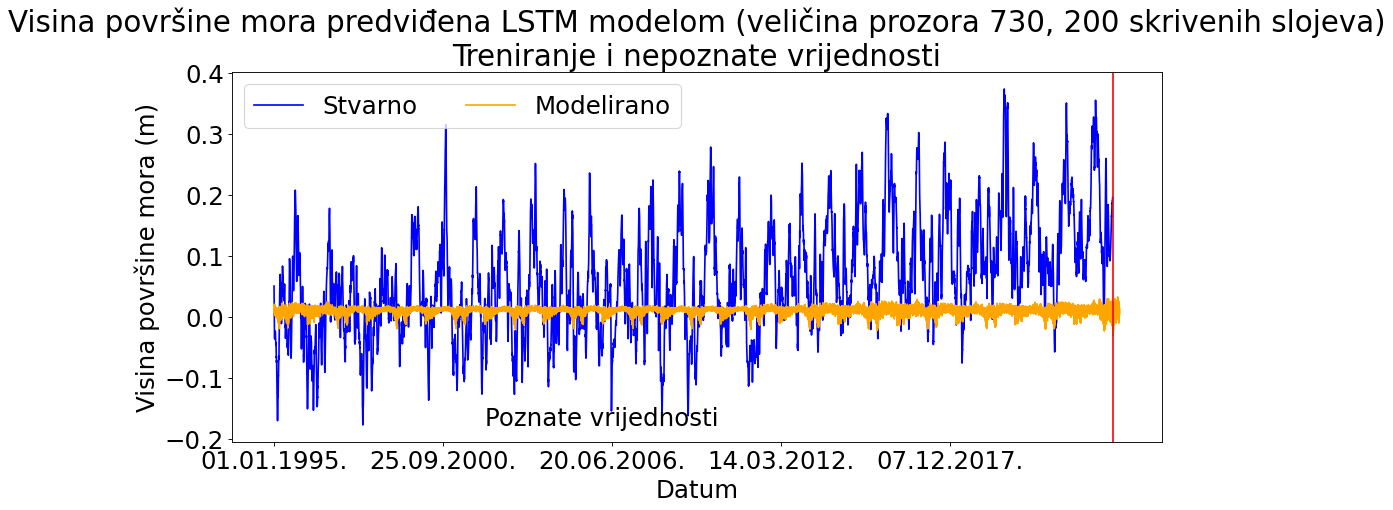 Visina površine mora predviđena LSTM modelom (veličina prozora 730, 200 skrivenih slojeva)
Treniranje i nepoznate vrijednosti
Stvarno Modelirano
Visina površine mora (m)
0.4
0.3
0.2
0.1
0.0
−0.1
−0.2
Poznate vrijednosti
01.01.1995. 25.09.2000. 20.06.2006. 14.03.2012. 07.12.2017.
Datum